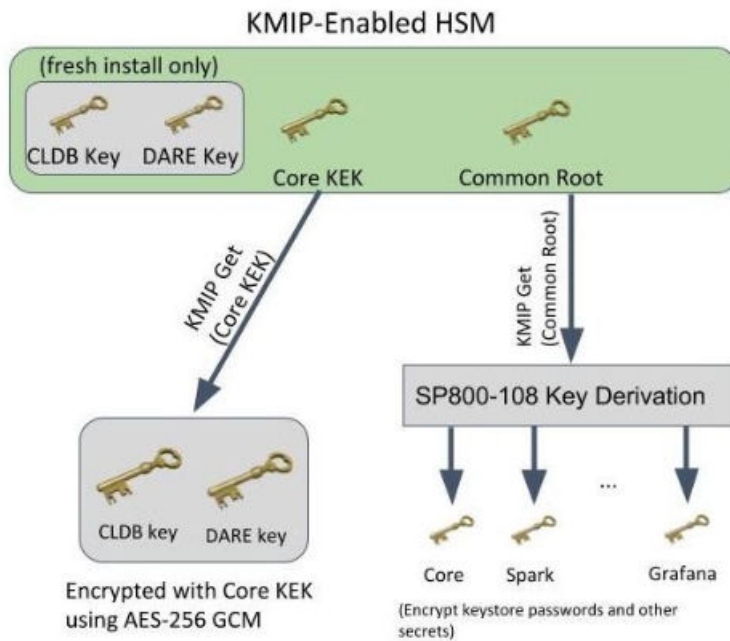 KMIP-Enabled HSM
(fresh install only)
CLDB Key
DARE Key
Core KEK
Common Root
KMIP Get
(Core KEK)
KMIP Get
(Common Root)
SP800-108 Key Derivation
CLDB key
DARE key
...
Core
Spark
Grafana
Encrypted with Core KEK
using AES-256 GCM
(Encrypt keystore passwords and other
secrets)